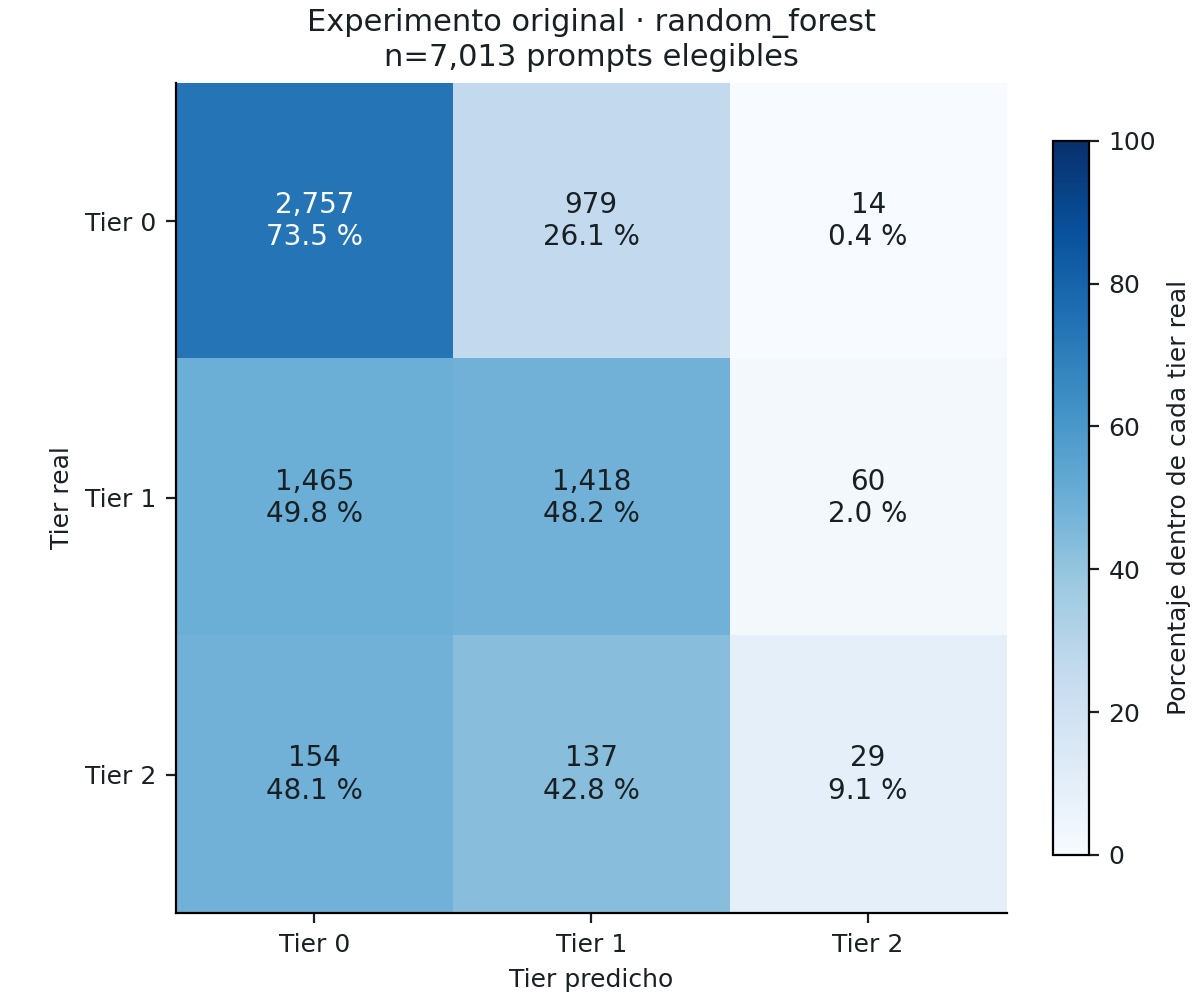 Experimento original · random_forest
n=7,013 prompts elegibles
Tier real
Tier 0
2,757
73.5 %
979
26.1 %
14
0.4 %
Tier 1
1,465
49.8 %
1,418
48.2 %
60
2.0 %
Tier 2
154
48.1 %
137
42.8 %
29
9.1 %
Tier 0
Tier 1
Tier 2
Tier predicho
100
80
60
40
20
0
Porcentaje dentro de cada tier real